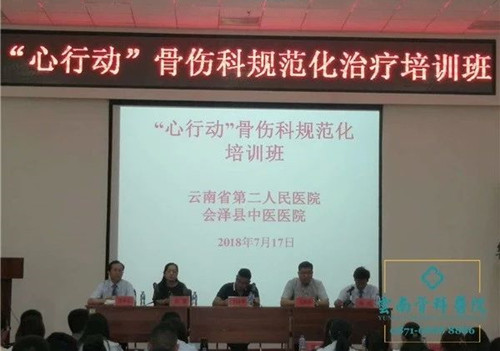 “心行动”骨伤科规范化治疗培训班
“心行动”骨伤科规范化
培训班
云南省第二人民医院
会泽县中医医院
2018年7月17日